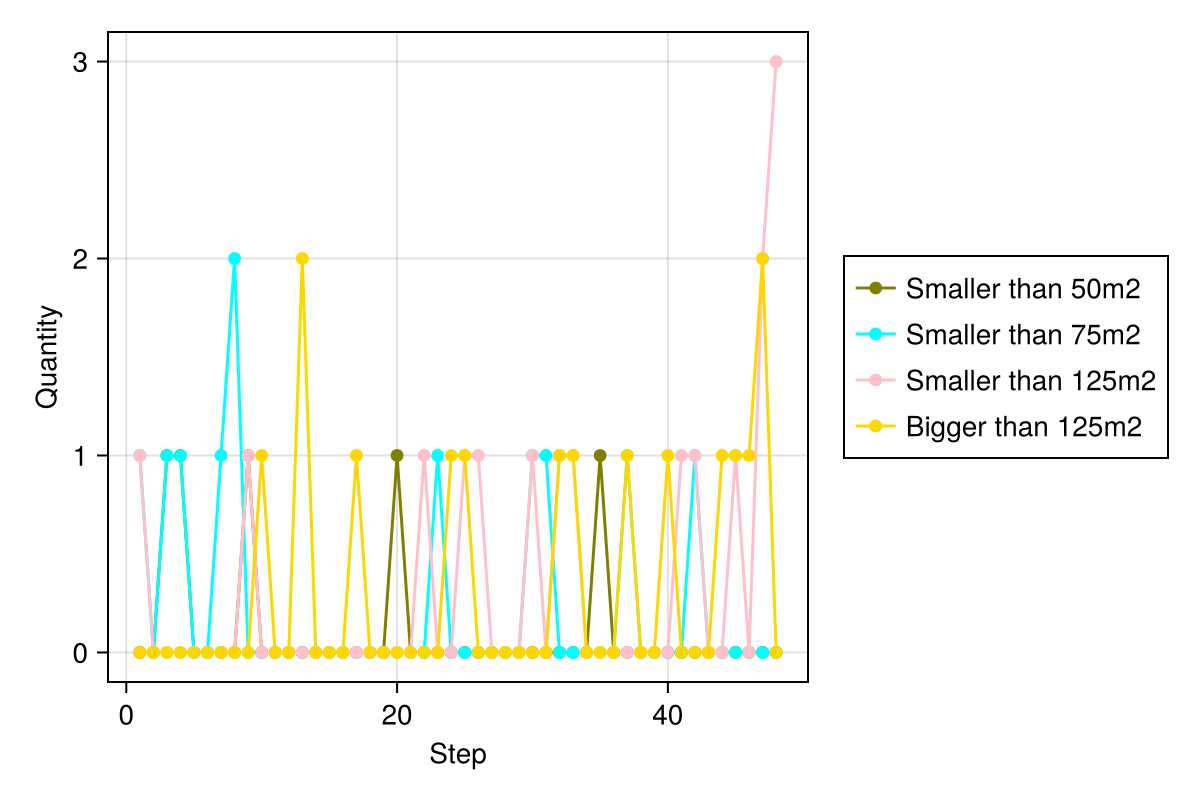 3
2
1
0
Quantity
0
20
40
Step
Smaller than 50m2
Smaller than 75m2
Smaller than 125m2
Bigger than 125m2